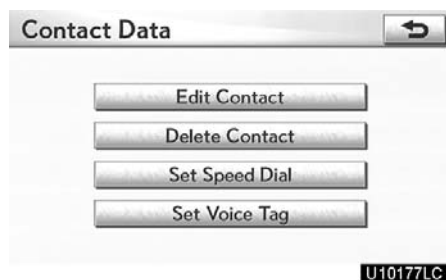 Contact Data
Edit Contact
Delete Contact
Set Speed Dial
Set Voice Tag
U10177LC